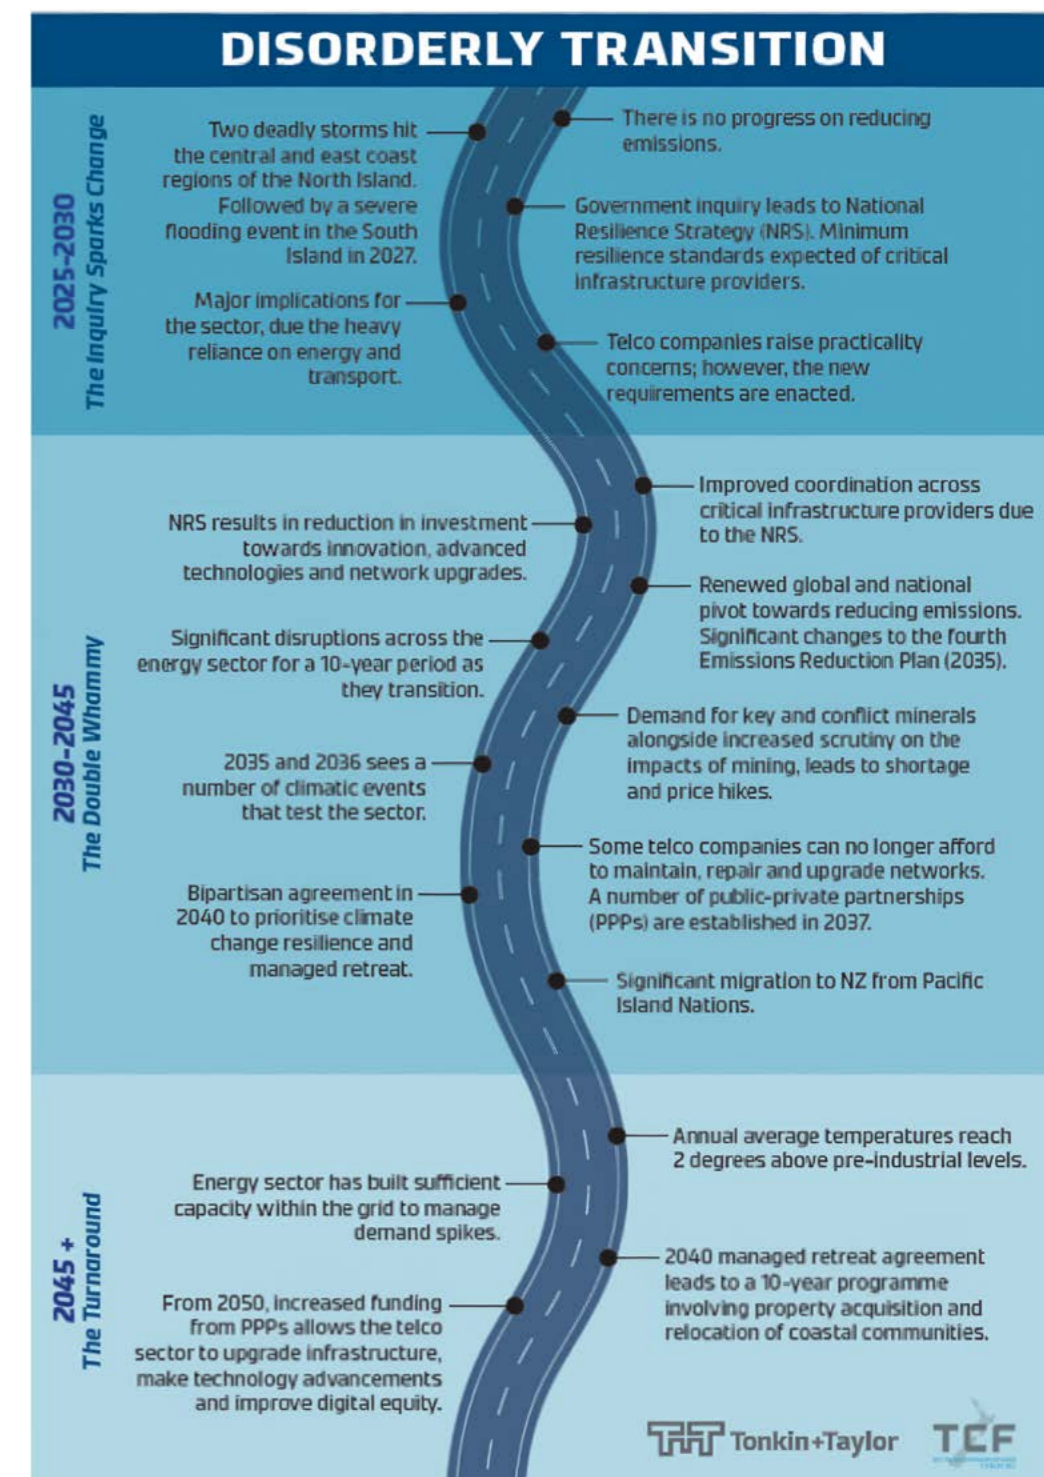 DISORDERLY TRANSITION
2025-2030
The Inquiry Sparks Change
Two deadly storms hit
the central and east coast
regions of the North Island.
Followed by a severe
flooding event in the South
Island in 2027.
There is no progress on reducing
emissions.
Government inquiry leads to National
Resilience Strategy (NRS). Minimum
resilience standards expected of critical
infrastructure providers.
Major implications for
the sector, due the heavy
reliance on energy and
transport.
Telco companies raise practicality
concerns; however, the new
requirements are enacted.
2030-2045
The Double Whammy
Improved coordination across
critical infrastructure providers due
to the NRS.
NRS results in reduction in investment
towards innovation, advanced
technologies and network upgrades.
Renewed global and national
pivot towards reducing emissions.
Significant changes to the fourth
Emissions Reduction Plan (2035).
Significant disruptions across the
energy sector for a 10-year period as
they transition.
Demand for key and conflict minerals
alongside increased scrutiny on the
impacts of mining, leads to shortage
and price hikes.
2035 and 2036 sees a
number of climatic events
that test the sector.
Some telco companies can no longer afford
to maintain, repair and upgrade networks.
A number of public-private partnerships
(PPPs) are established in 2037.
Bipartisan agreement in
2040 to prioritise climate
change resilience and
managed retreat.
Significant migration to NZ from Pacific
Island Nations.
2045 +
The Turnaround
Annual average temperatures reach
2 degrees above pre-industrial levels.
Energy sector has built sufficient
capacity within the grid to manage
demand spikes.
2040 managed retreat agreement
leads to a 10-year programme
involving property acquisition and
relocation of coastal communities.
From 2050, increased funding
from PPPs allows the telco
sector to upgrade infrastructure,
make technology advancements
and improve digital equity.
Tonkin+Taylor
TCF